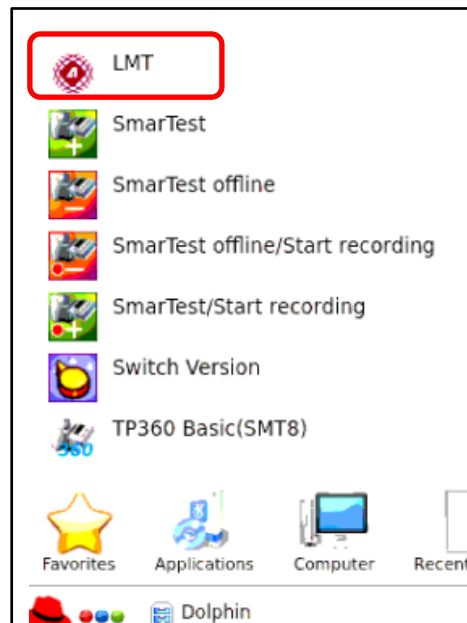 LMT
SmarTest
SmarTest offline
SmarTest offline/Start recording
SmarTest/Start recording
Switch Version
360
TP360 Basic(SMT8)
Favorites Applications Computer Recent
Dolphin